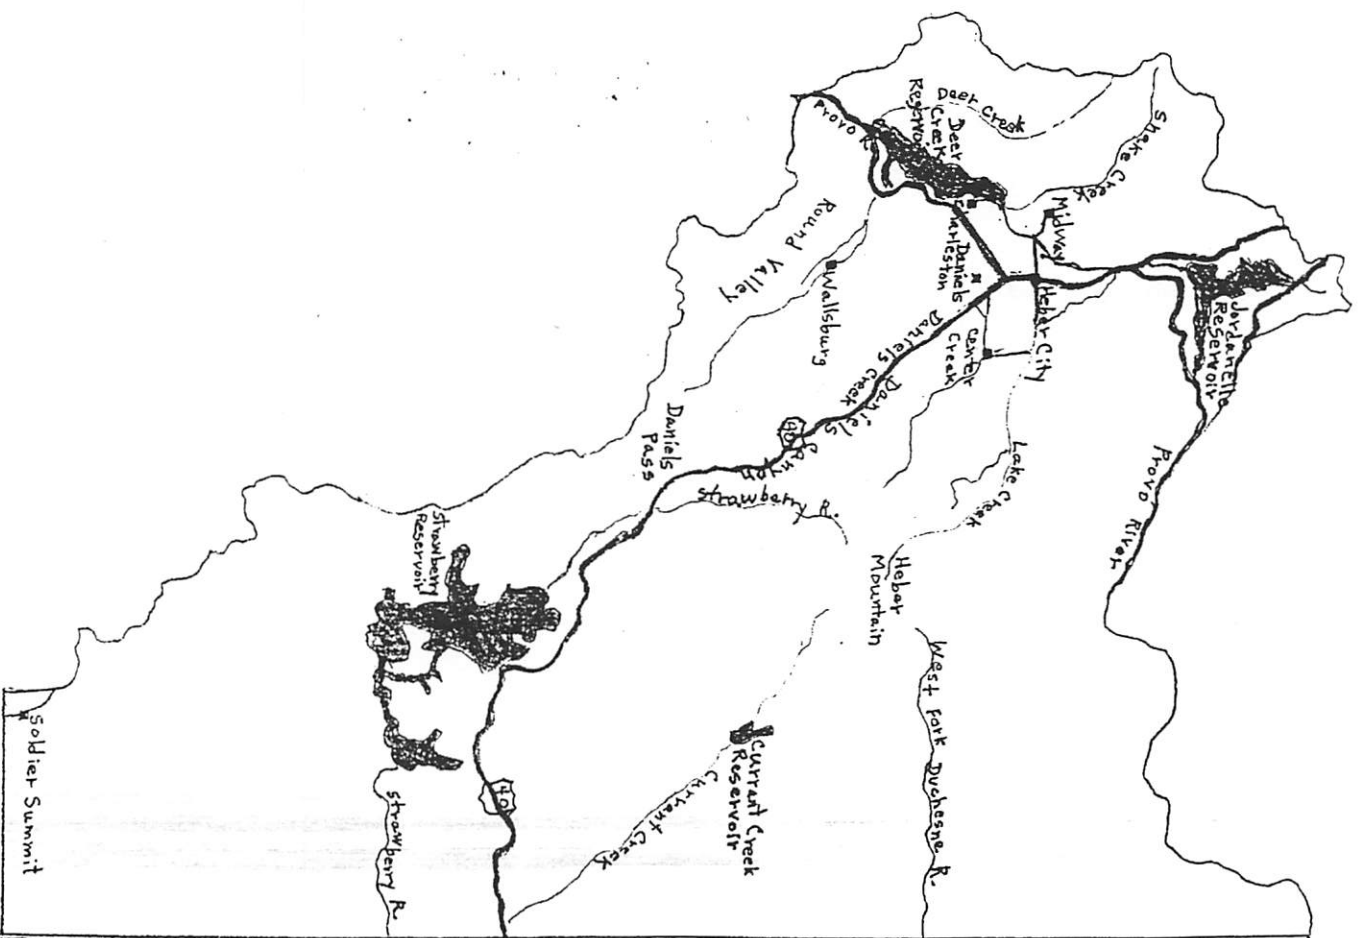 Provo R.
Deer Creek
Deer
Creek
Reservoir
Snake Creek
Midway
Charleston
Daniels
Heber City
Jordanelle
Reservoir
Round Valley
Wallsburg
Center
Creek
Daniels Creek
Daniels
Canyon
40
Daniels
Pass
Strawberry R.
Lake Creek
Provo River
Heber
Mountain
Strawberry
Reservoir
West Fork Duchesne R.
Currant Creek
Reservoir
Currant Creek
40
Strawberry R.
Soldier Summit